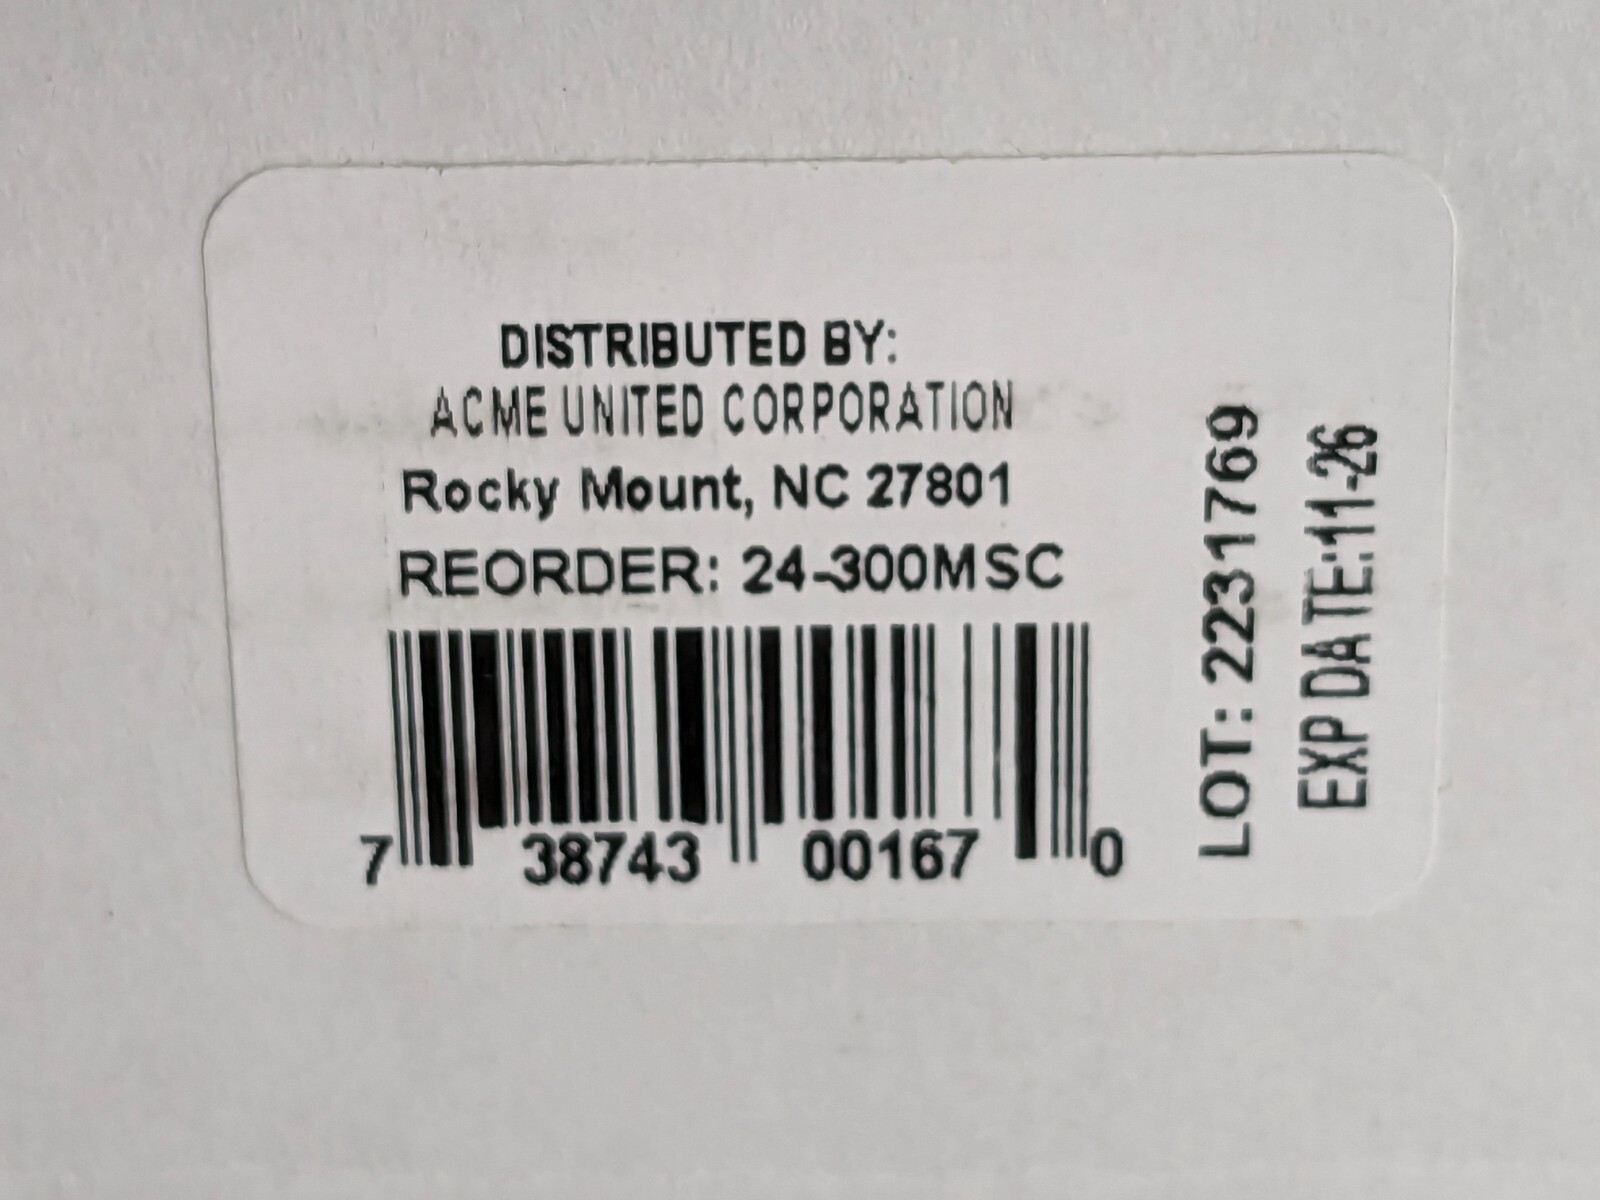 DISTRIBUTED BY:
ACME UNITED CORPORATION
Rocky Mount, NC 27801
REORDER: 24-300MSC
7 38743 00167 0
LOT: 2231769
EXP DATE:11-26